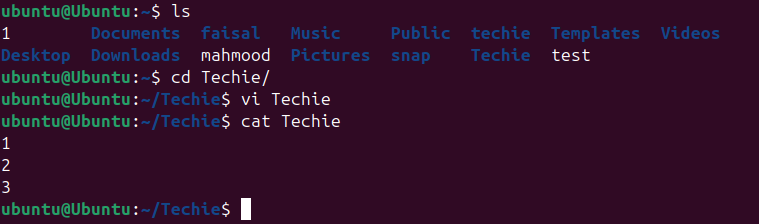 ubuntu@Ubuntu:~$ ls
1        Documents  faisal   Music     Public  techie  Templates  Videos
Desktop  Downloads  mahmood  Pictures  snap    Techie  test
ubuntu@Ubuntu:~$ cd Techie/
ubuntu@Ubuntu:~/Techie$ vi Techie
ubuntu@Ubuntu:~/Techie$ cat Techie
1
2
3
ubuntu@Ubuntu:~/Techie$